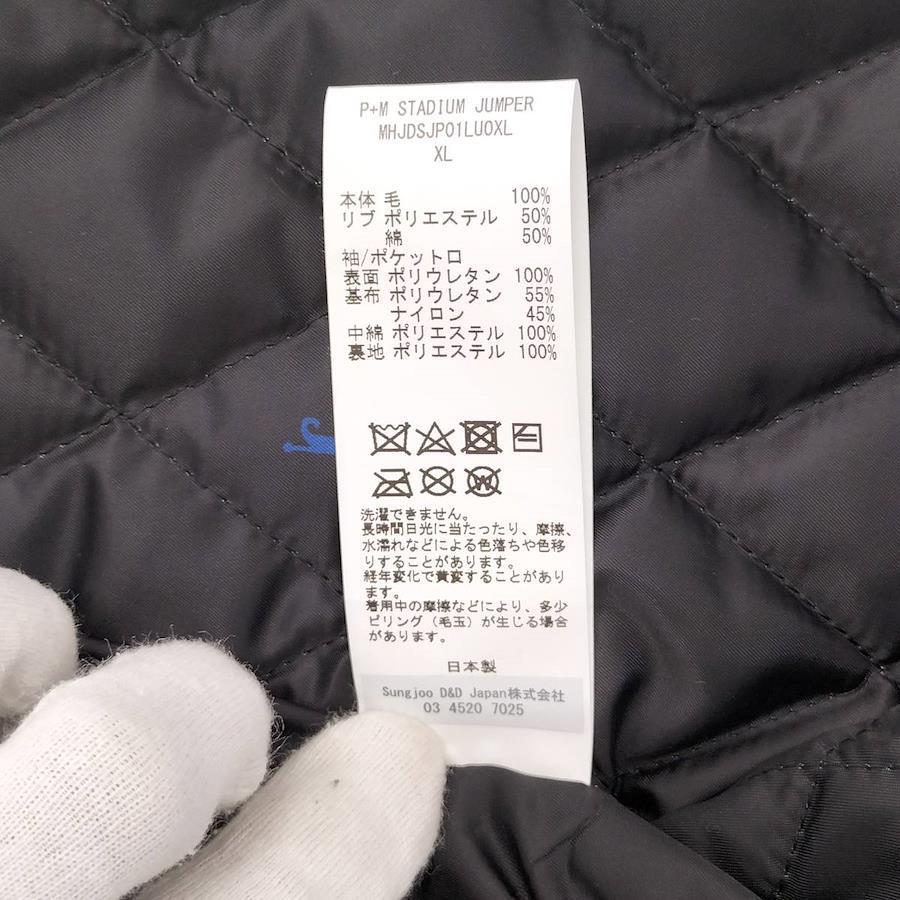 P+M STADIUM JUMPER
MHJDSJP01LU0XL
XL
本体 毛 100%
リブ ポリエステル 50%
綿 50%
袖/ポケット口
表面 ポリウレタン 100%
基布 ポリウレタン 55%
ナイロン 45%
中綿 ポリエステル 100%
裏地 ポリエステル 100%
W
洗濯できません。
長時間日光に当たったり、摩擦、
水濡れなどによる色落ちや色移
りすることがあります。
経年変化で黄変することがあり
ます。
着用中の摩擦などにより、多少
ピリング（毛玉）が生じる場合
があります。
日本製
Sungjoo D&D Japan株式会社
03 4520 7025